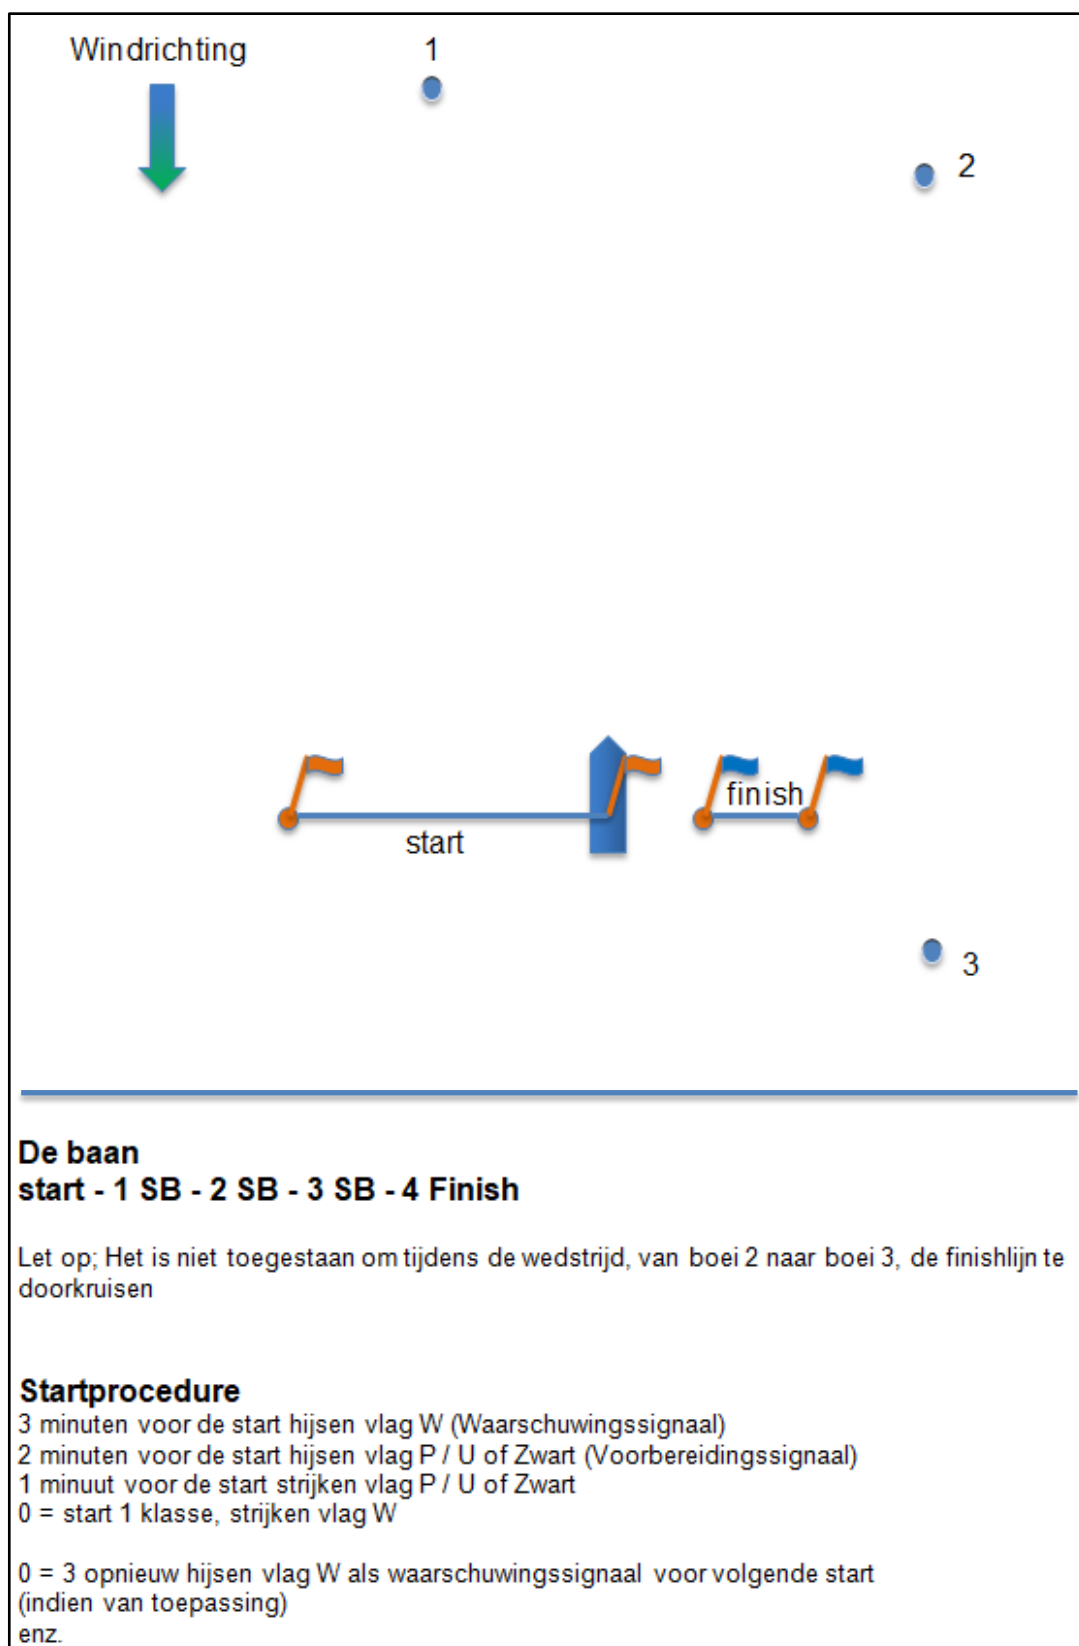 Windrichting
1
2
finish
start
3
De baan
start - 1 SB - 2 SB - 3 SB - 4 Finish
Let op; Het is niet toegestaan om tijdens de wedstrijd, van boei 2 naar boei 3, de finishlijn te
doorkruisen
Startprocedure
3 minuten voor de start hijsen vlag W (Waarschuwingssignaal)
2 minuten voor de start hijsen vlag P / U of Zwart (Voorbereidingssignaal)
1 minuut voor de start strijken vlag P / U of Zwart
0 = start 1 klasse, strijken vlag W
0 = 3 opnieuw hijsen vlag W als waarschuwingssignaal voor volgende start
(indien van toepassing)
enz.